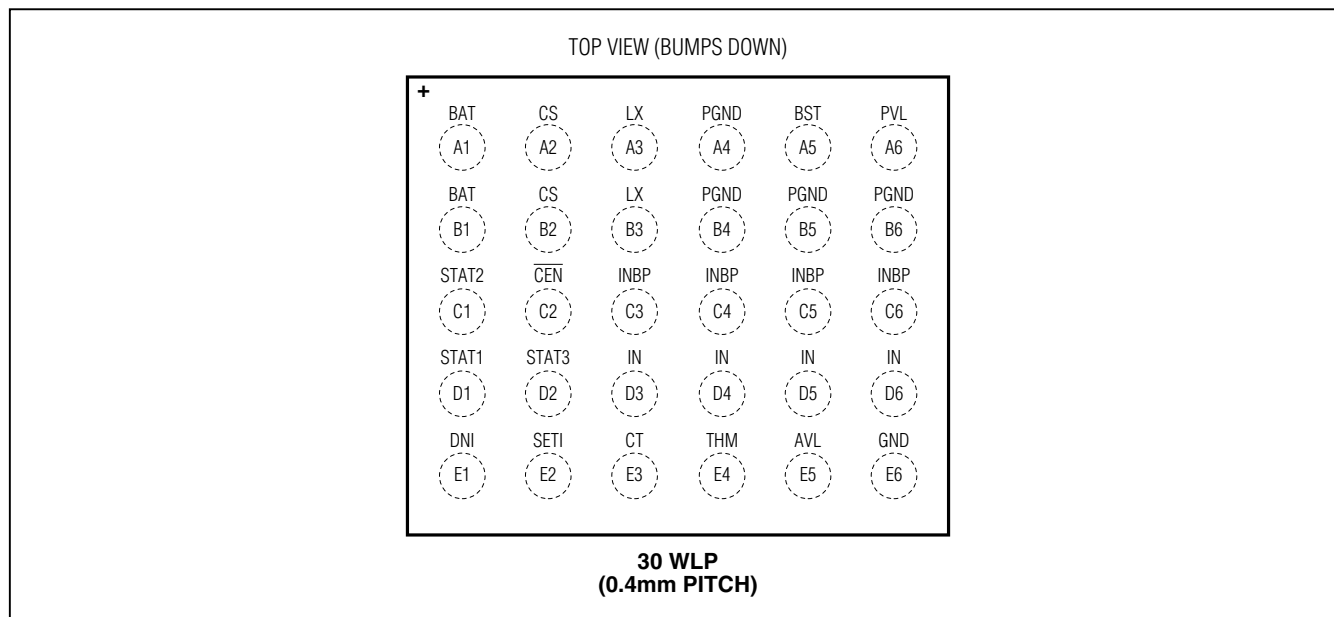 TOP VIEW (BUMPS DOWN)
+
BAT CS LX PGND BST PVL
A1 A2 A3 A4 A5 A6
BAT CS LX PGND PGND PGND
B1 B2 B3 B4 B5 B6
STAT2 C̅E̅N̅ INBP INBP INBP INBP
C1 C2 C3 C4 C5 C6
STAT1 STAT3 IN IN IN IN
D1 D2 D3 D4 D5 D6
DNI SETI CT THM AVL GND
E1 E2 E3 E4 E5 E6
30 WLP
(0.4mm PITCH)